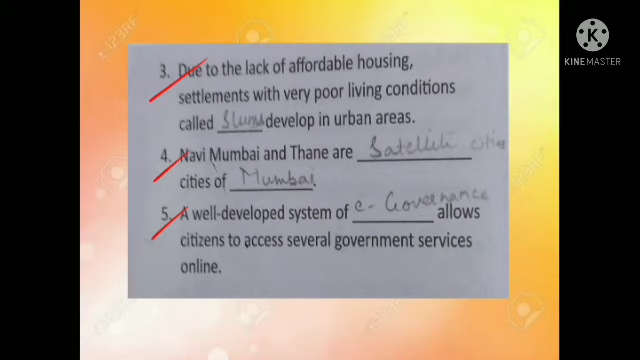 3. Due to the lack of affordable housing,
settlements with very poor living conditions
called Slums develop in urban areas.
4. Navi Mumbai and Thane are Satellite cities
cities of Mumbai.
5. A well-developed system of e-Governance allows
citizens to access several government services
online.
K
KINEMASTER
123RF